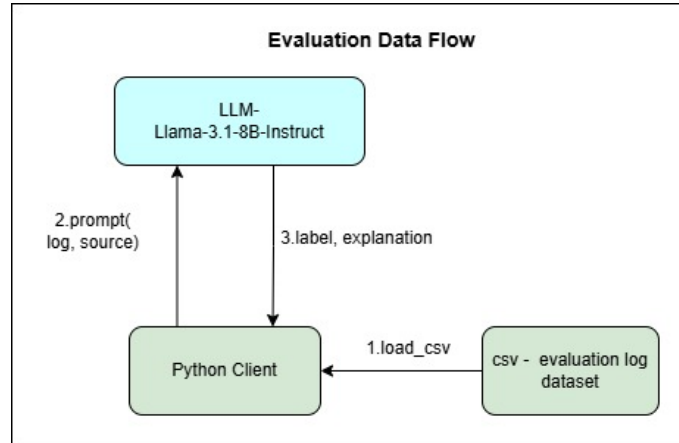 Evaluation Data Flow
LLM-
Llama-3.1-8B-Instruct
2.prompt(
log, source)
3.label, explanation
Python Client
1.load_csv
csv -  evaluation log
dataset